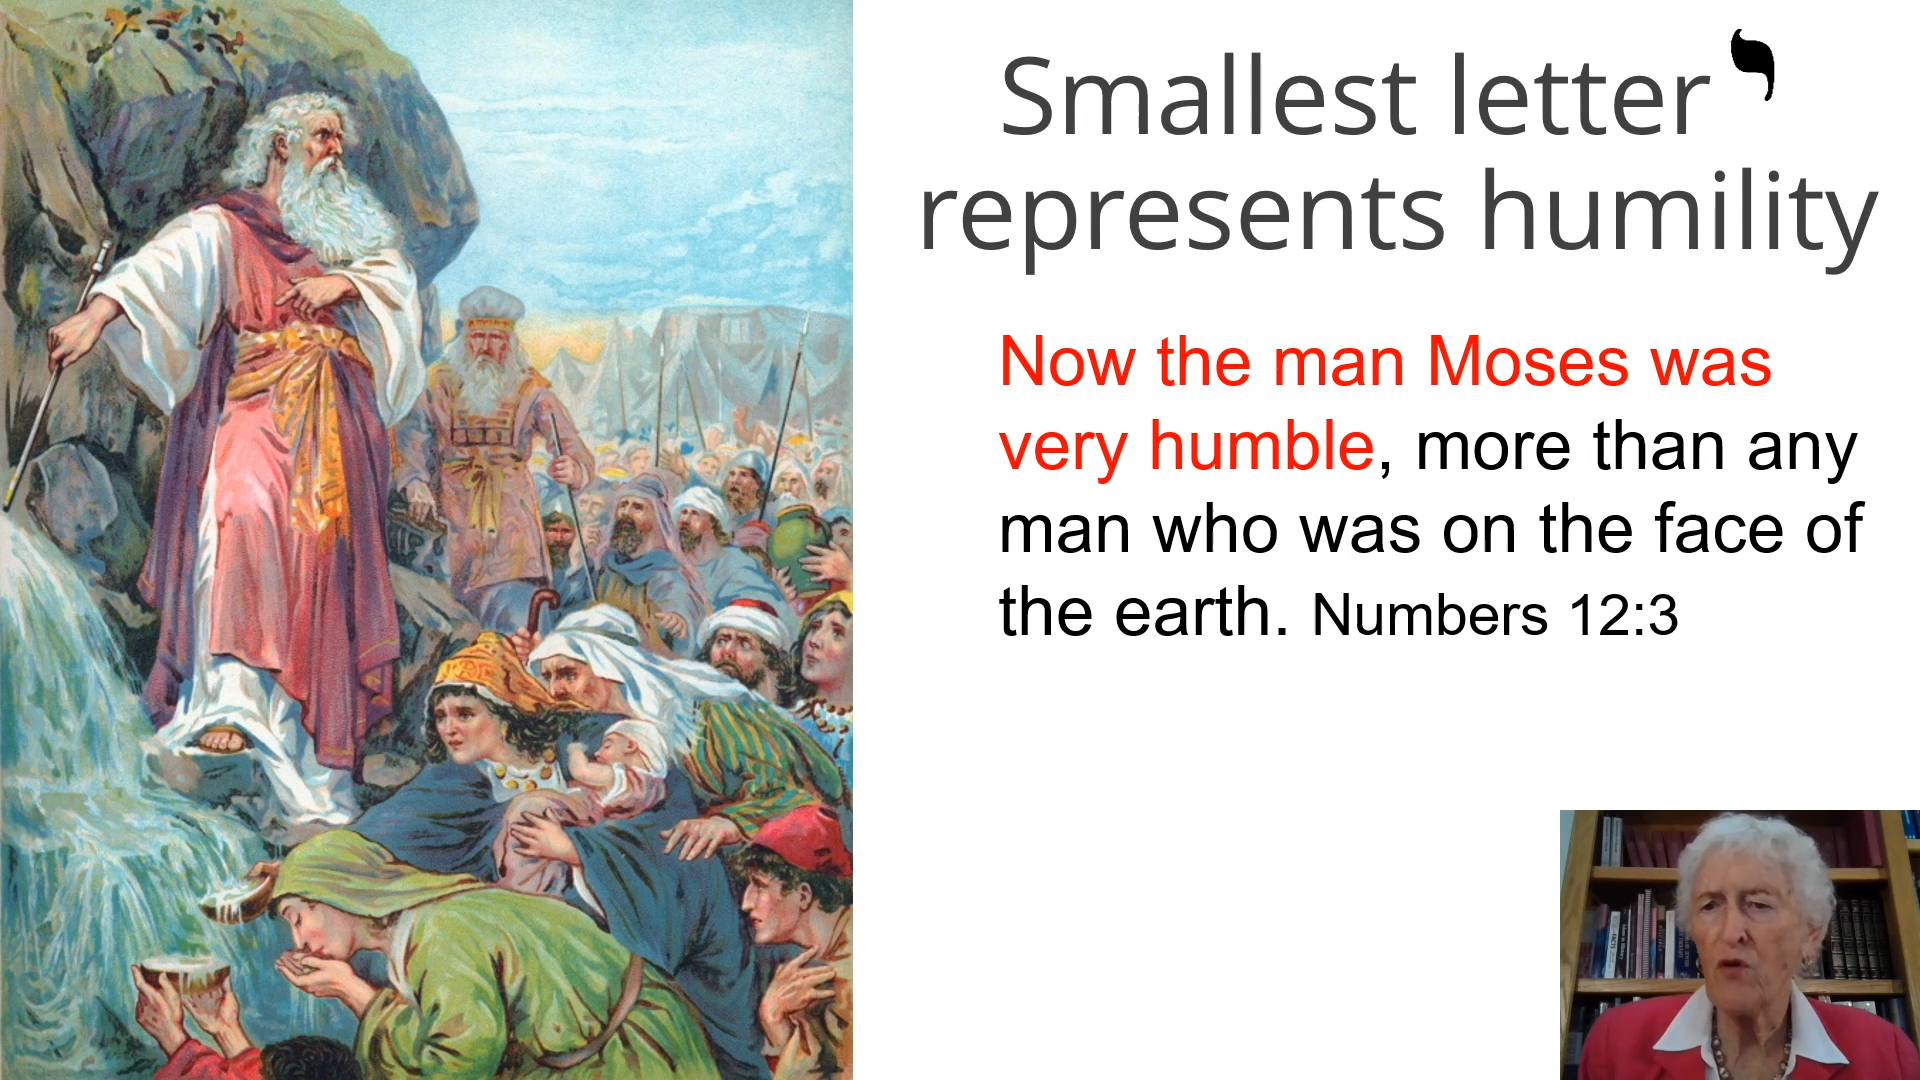 Smallest letter י
represents humility
Now the man Moses was
very humble, more than any
man who was on the face of
the earth. Numbers 12:3